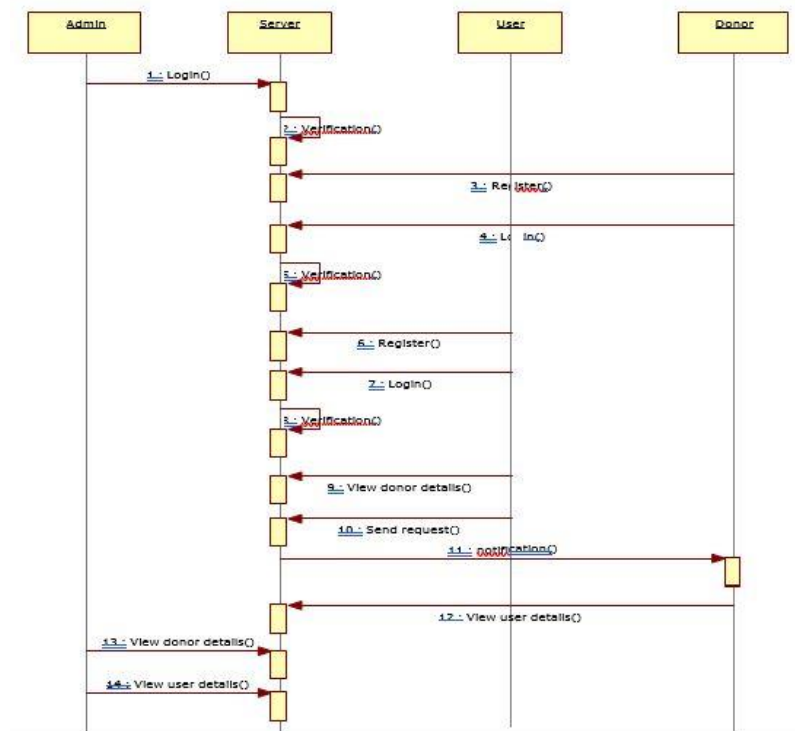 Admin
Server
User
Donor
1 : Login()
2 : Verification()
3 : Register()
4 : Login()
5 : Verification()
6 : Register()
7 : Login()
8 : Verification()
9 : View donor details()
10 : Send request()
11 : notification()
12 : View user details()
13 : View donor details()
14 : View user details()